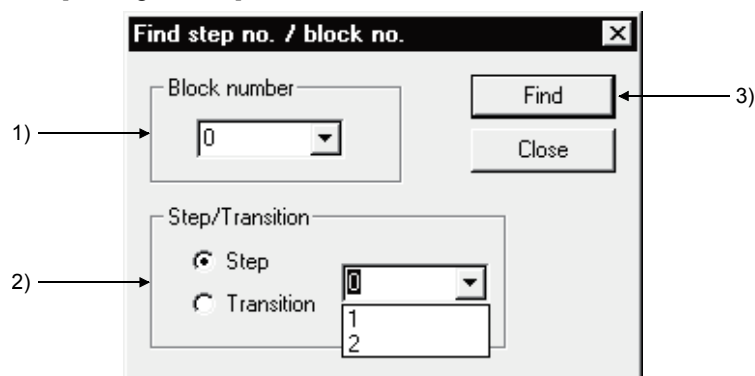 Find step no. / block no.
Block number
Find
3)
1)
0
Close
Step/Transition
Step
2)
0
Transition
1
2